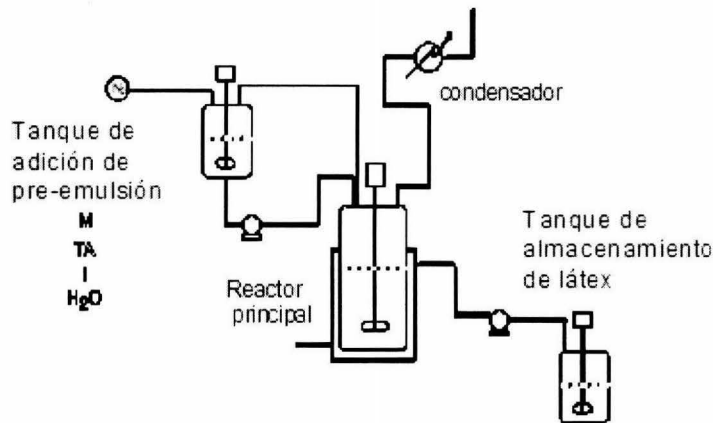 condensador
Tanque de
adición de
pre-emulsión
M
TA
I
H₂O
Reactor
principal
Tanque de
almacenamiento
de látex